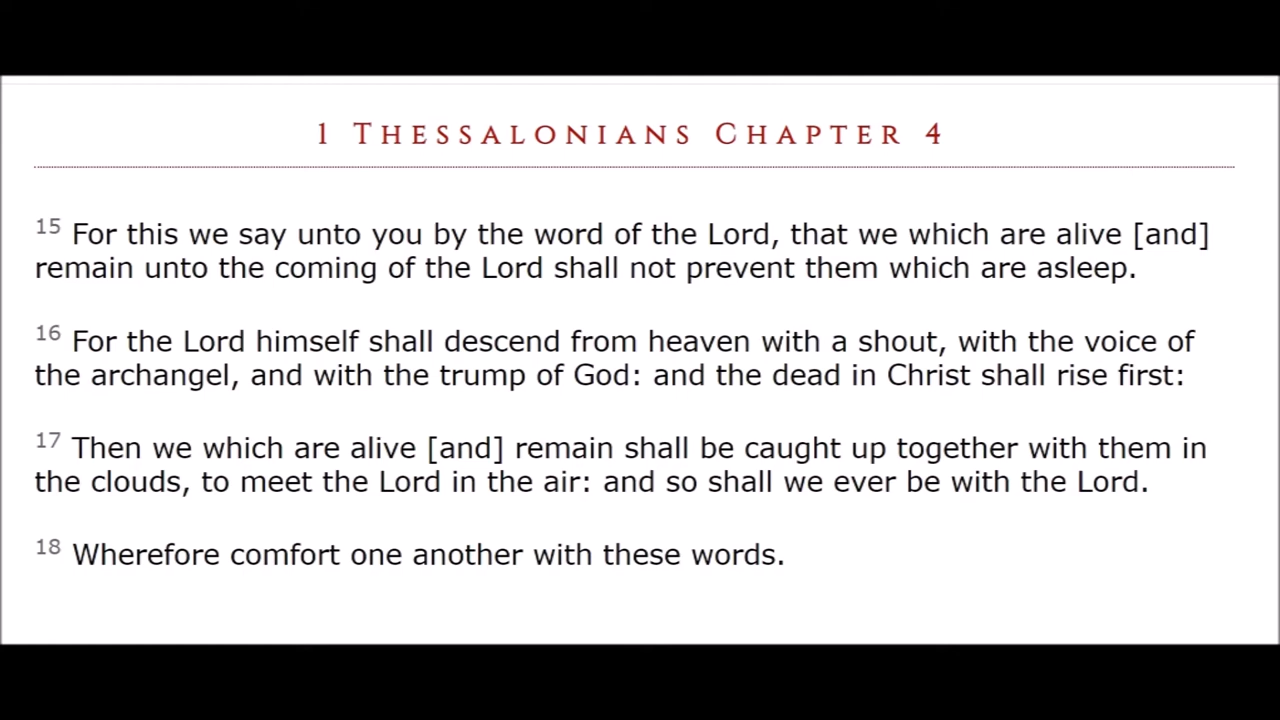 1 Thessalonians Chapter 4
15 For this we say unto you by the word of the Lord, that we which are alive [and]
remain unto the coming of the Lord shall not prevent them which are asleep.
16 For the Lord himself shall descend from heaven with a shout, with the voice of
the archangel, and with the trump of God: and the dead in Christ shall rise first:
17 Then we which are alive [and] remain shall be caught up together with them in
the clouds, to meet the Lord in the air: and so shall we ever be with the Lord.
18 Wherefore comfort one another with these words.